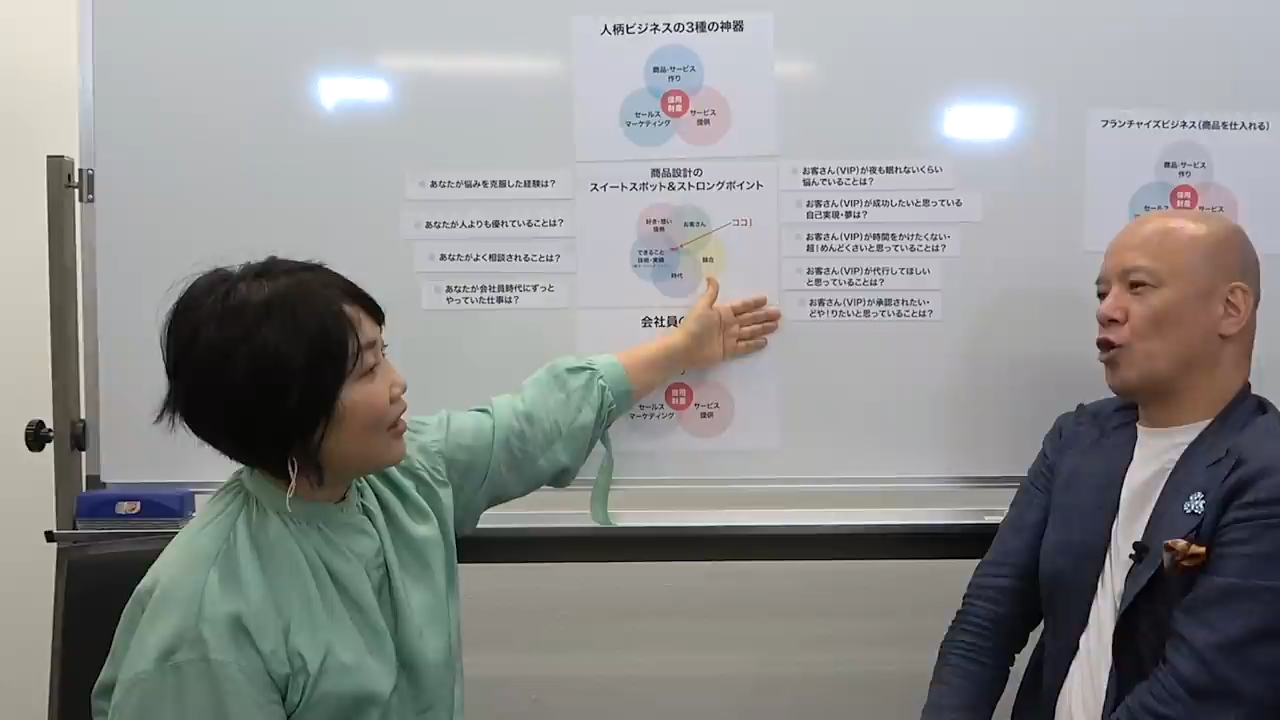 人柄ビジネスの3種の神器
商品・サービス
作り
信用
財産
セールス
マーケティング
サービス
提供
商品設計の
スイートスポット＆ストロングポイント
好き・想い
情熱
お客さん
ココ！
できること
技術・実績
競合
時代
会社員の
信用
財産
セールス
マーケティング
サービス
提供
あなたが悩みを克服した経験は？
あなたが人よりも優れていることは？
あなたがよく相談されることは？
あなたが会社員時代にずっと
やっていた仕事は？
お客さん（VIP）が夜も眠れないくらい
悩んでいることは？
お客さん（VIP）が成功したいと思っている
自己実現・夢は？
お客さん（VIP）が時間をかけたくない・
超！めんどくさいと思っていることは？
お客さん（VIP）が代行してほしい
と思っていることは？
お客さん（VIP）が承認されたい・
どや！りたいと思っていることは？
フランチャイズビジネス（商品を仕入れる）
商品・サービス
作り
信用
財産
セールス
サービス